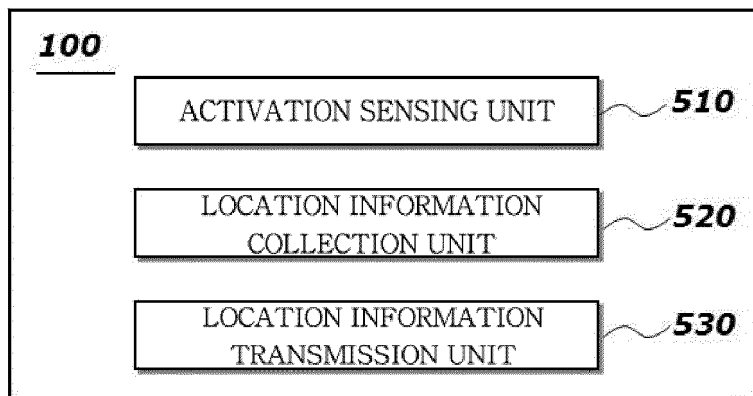 100
ACTIVATION SENSING UNIT
510
LOCATION INFORMATION
COLLECTION UNIT
520
LOCATION INFORMATION
TRANSMISSION UNIT
530